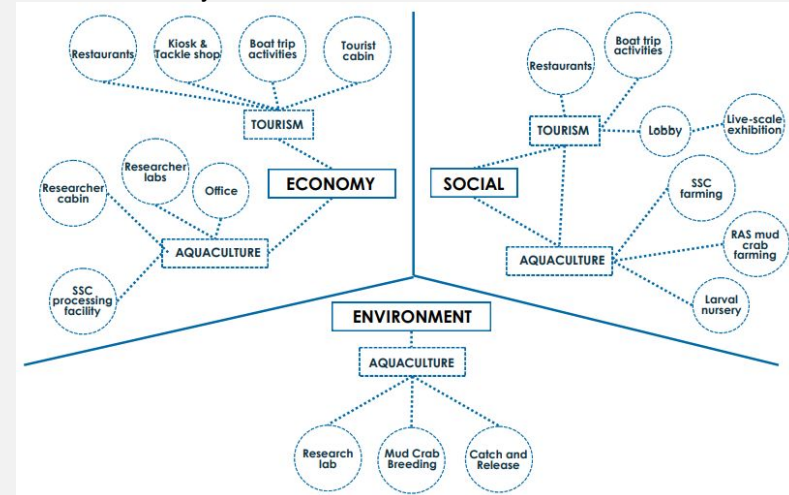 Restaurants
Kiosk &
Tackle shop
Boat trip
activities
Tourist
cabin
TOURISM
ECONOMY
Researcher
labs
Researcher
cabin
Office
AQUACULTURE
SSC
processing
facility
Restaurants
Boat trip
activities
TOURISM
Lobby
Live-scale
exhibition
SOCIAL
SSC
farming
RAS mud
crab
farming
AQUACULTURE
Larval
nursery
ENVIRONMENT
AQUACULTURE
Research
lab
Mud Crab
Breeding
Catch and
Release